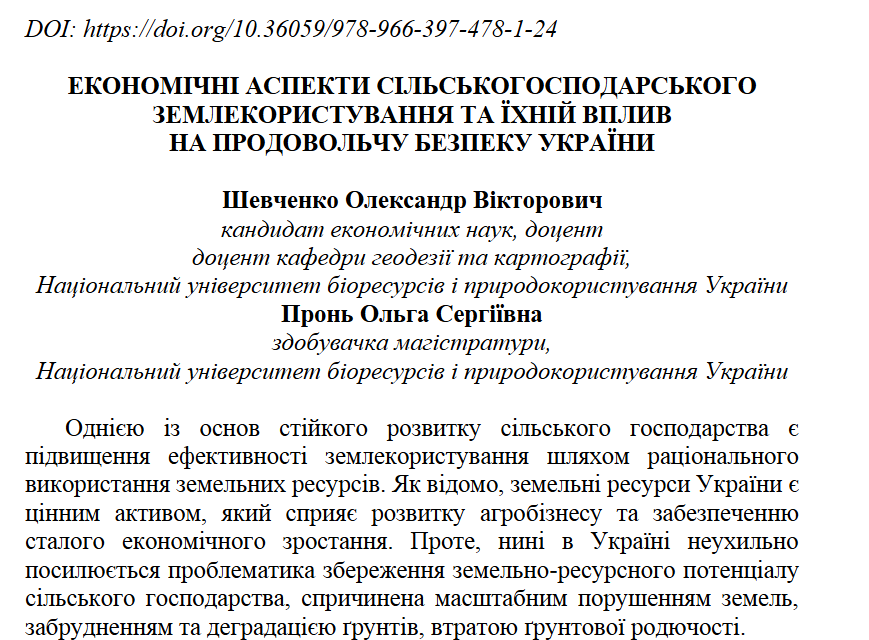 DOI: https://doi.org/10.36059/978-966-397-478-1-24
ЕКОНОМІЧНІ АСПЕКТИ СІЛЬСЬКОГОСПОДАРСЬКОГО
ЗЕМЛЕКОРИСТУВАННЯ ТА ЇХНІЙ ВПЛИВ
НА ПРОДОВОЛЬЧУ БЕЗПЕКУ УКРАЇНИ
Шевченко Олександр Вікторович
кандидат економічних наук, доцент
доцент кафедри геодезії та картографії,
Національний університет біоресурсів і природокористування України
Пронь Ольга Сергіївна
здобувачка магістратури,
Національний університет біоресурсів і природокористування України
Однією із основ стійкого розвитку сільського господарства є
підвищення ефективності землекористування шляхом раціонального
використання земельних ресурсів. Як відомо, земельні ресурси України є
цінним активом, який сприяє розвитку агробізнесу та забезпеченню
сталого економічного зростання. Проте, нині в Україні неухильно
посилюється проблематика збереження земельно-ресурсного потенціалу
сільського господарства, спричинена масштабним порушенням земель,
забрудненням та деградацією ґрунтів, втратою ґрунтової родючості.